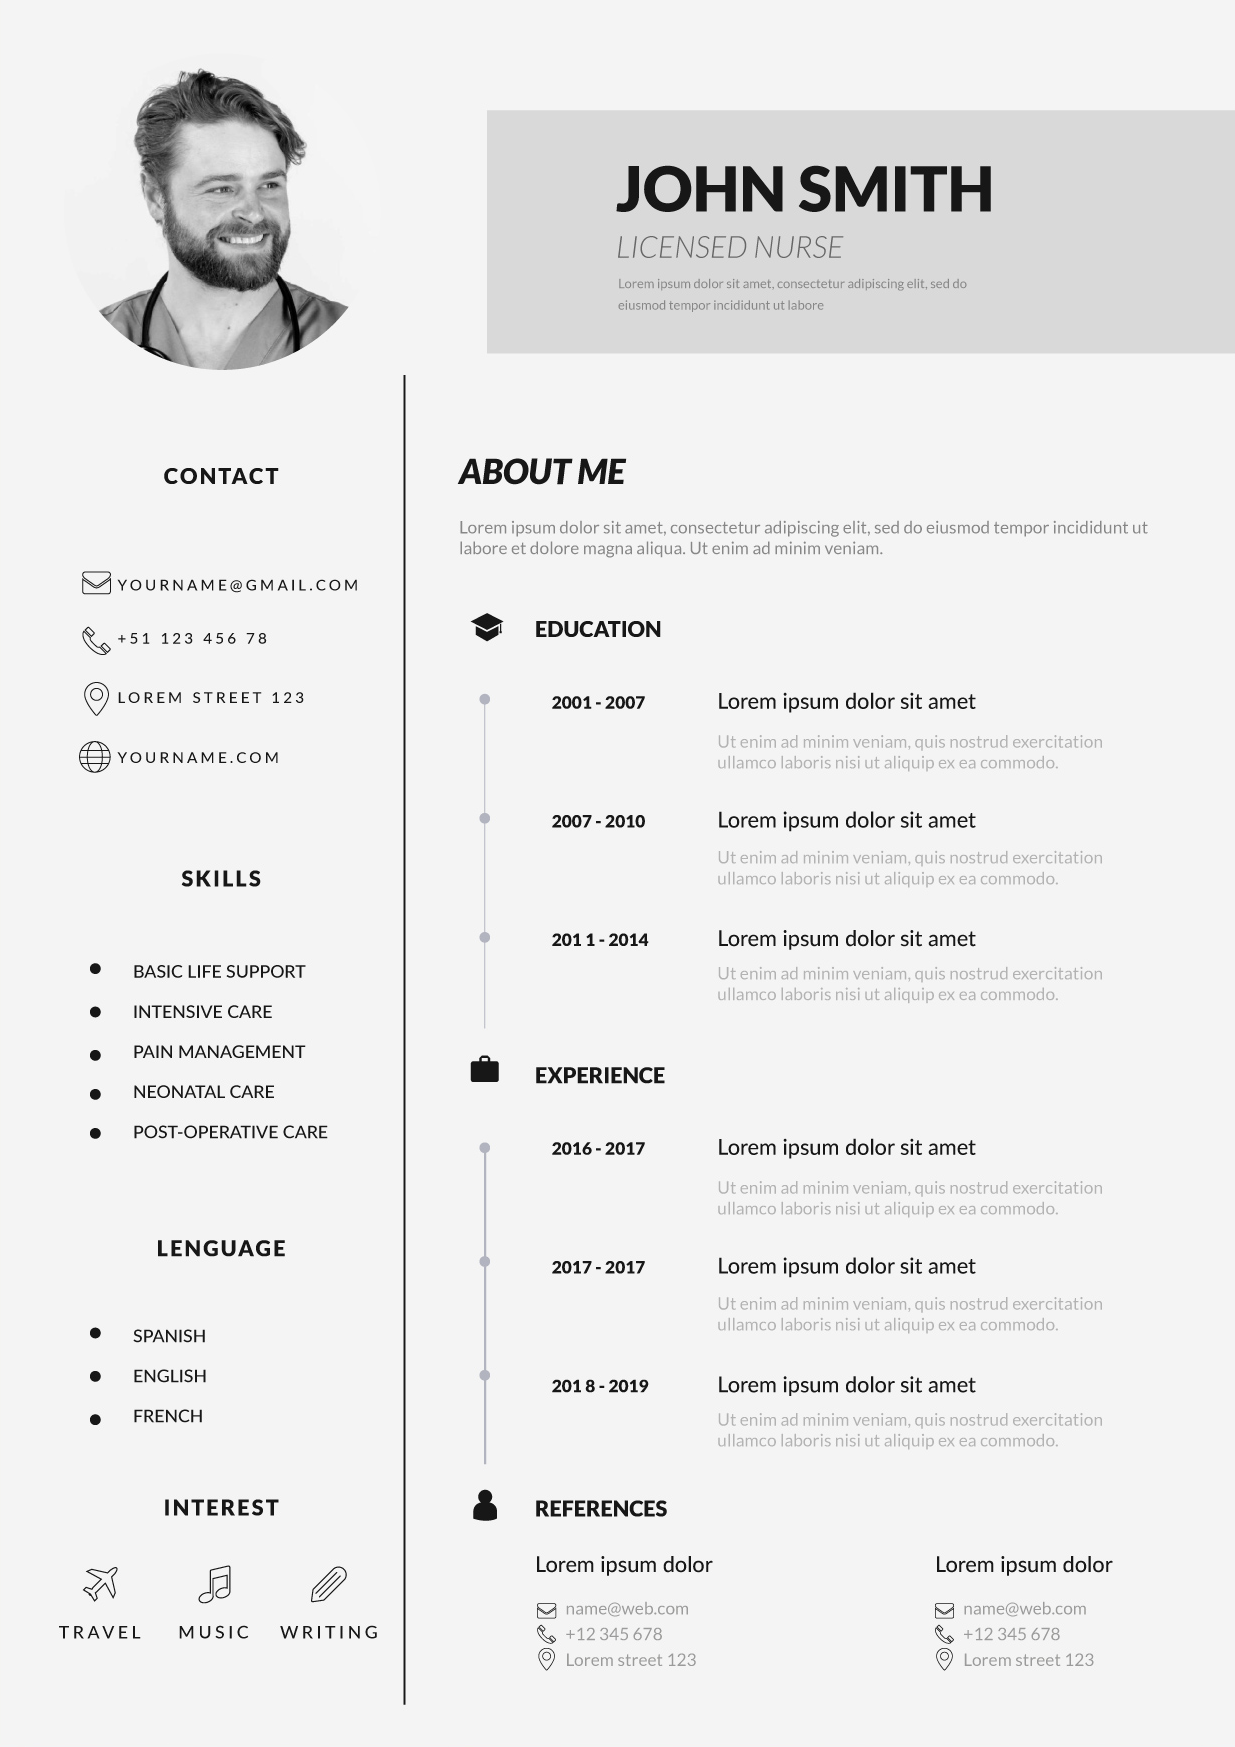 JOHN SMITH
LICENSED NURSE
Lorem ipsum dolor sit amet, consectetur adipiscing elit, sed do
eiusmod tempor incididunt ut labore
CONTACT
YOURNAME@GMAIL.COM
+51 123 456 78
LOREM STREET 123
YOURNAME.COM
SKILLS
BASIC LIFE SUPPORT
INTENSIVE CARE
PAIN MANAGEMENT
NEONATAL CARE
POST-OPERATIVE CARE
LENGUAGE
SPANISH
ENGLISH
FRENCH
INTEREST
TRAVEL
MUSIC
WRITING
ABOUT ME
Lorem ipsum dolor sit amet, consectetur adipiscing elit, sed do eiusmod tempor incididunt ut
labore et dolore magna aliqua. Ut enim ad minim veniam.
EDUCATION
2001 - 2007
Lorem ipsum dolor sit amet
Ut enim ad minim veniam, quis nostrud exercitation
ullamco laboris nisi ut aliquip ex ea commodo.
2007 - 2010
Lorem ipsum dolor sit amet
Ut enim ad minim veniam, quis nostrud exercitation
ullamco laboris nisi ut aliquip ex ea commodo.
201 1 - 2014
Lorem ipsum dolor sit amet
Ut enim ad minim veniam, quis nostrud exercitation
ullamco laboris nisi ut aliquip ex ea commodo.
EXPERIENCE
2016 - 2017
Lorem ipsum dolor sit amet
Ut enim ad minim veniam, quis nostrud exercitation
ullamco laboris nisi ut aliquip ex ea commodo.
2017 - 2017
Lorem ipsum dolor sit amet
Ut enim ad minim veniam, quis nostrud exercitation
ullamco laboris nisi ut aliquip ex ea commodo.
201 8 - 2019
Lorem ipsum dolor sit amet
Ut enim ad minim veniam, quis nostrud exercitation
ullamco laboris nisi ut aliquip ex ea commodo.
REFERENCES
Lorem ipsum dolor
name@web.com
+12 345 678
Lorem street 123
Lorem ipsum dolor
name@web.com
+12 345 678
Lorem street 123